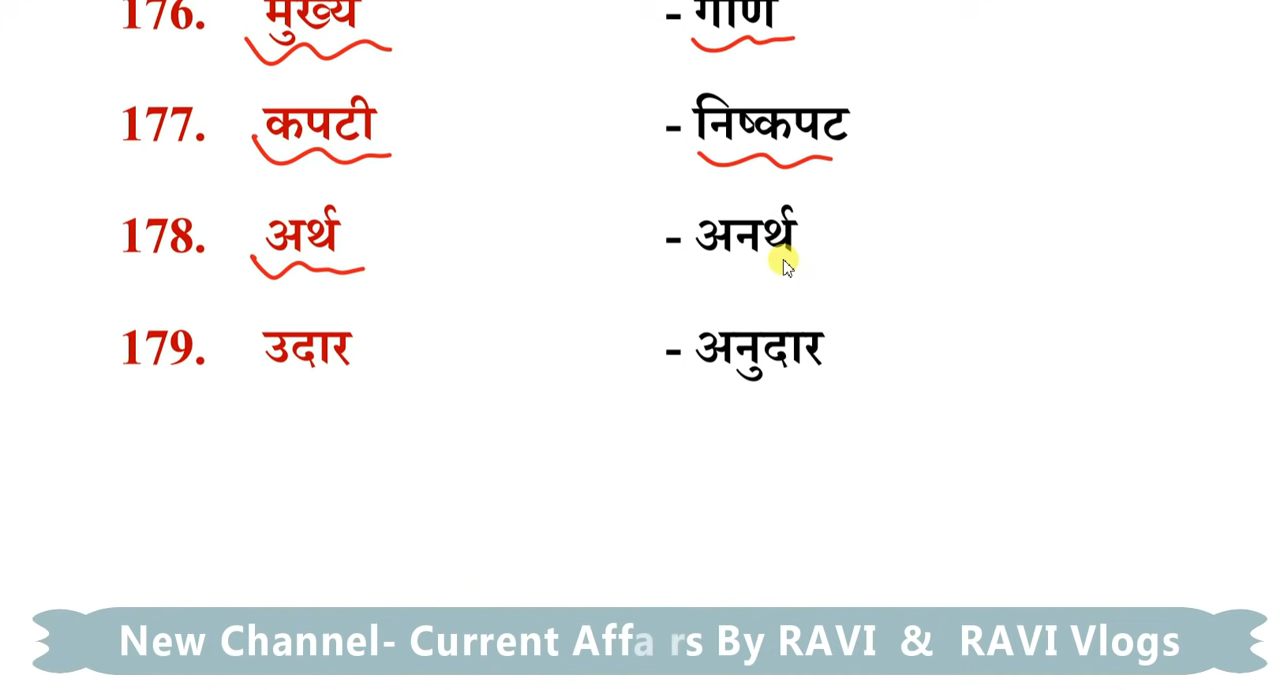 176. मुख्य - गौण
177. कपटी - निष्कपट
178. अर्थ - अनर्थ
179. उदार - अनुदार
New Channel- Current Affa rs By RAVI & RAVI Vlogs